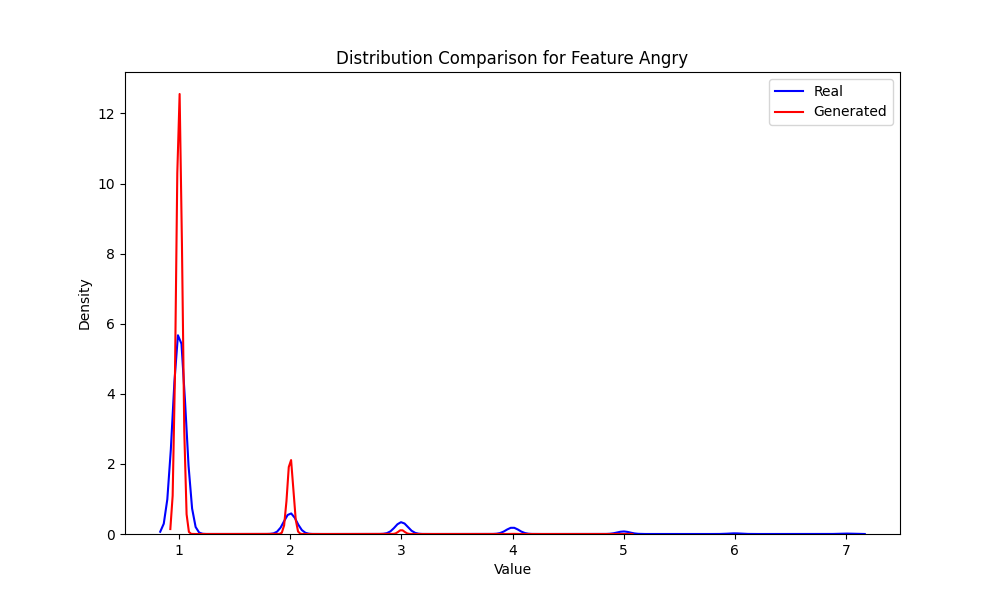 Distribution Comparison for Feature Angry
Real
Generated
Density
12
10
8
6
4
2
0
1 2 3 4 5 6 7
Value